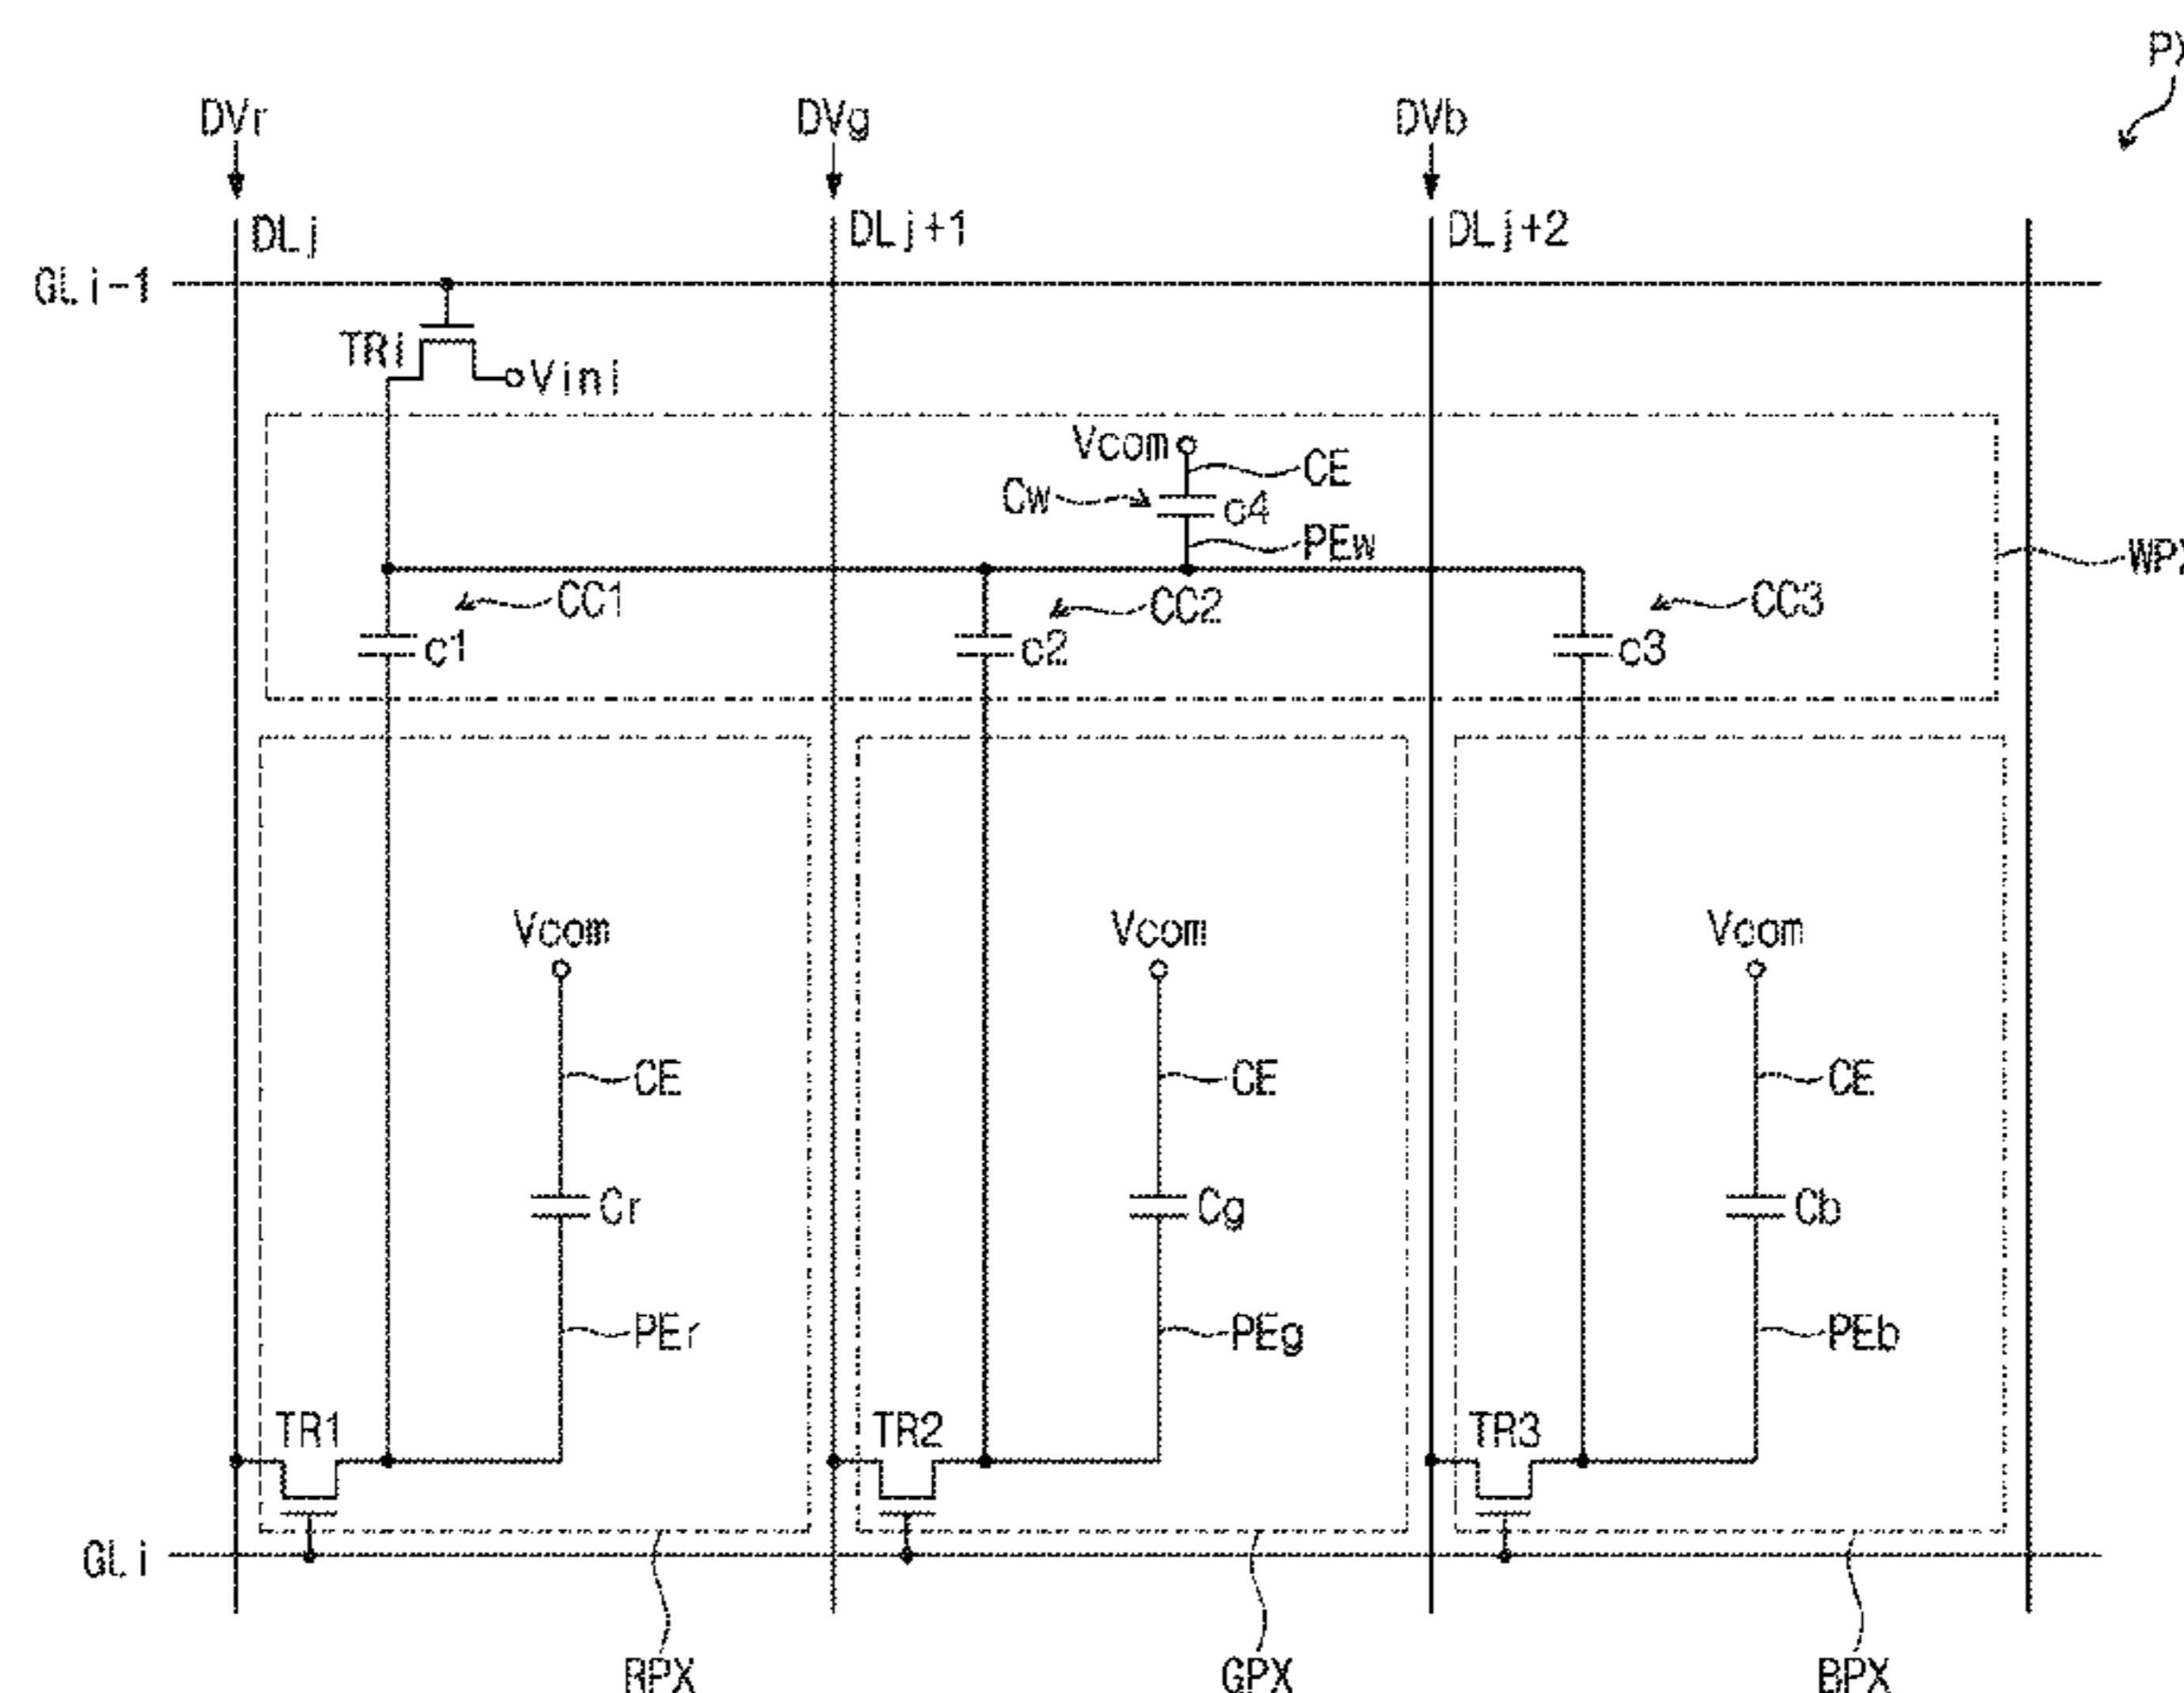 PX
DVr DVg DVb
DLj DLj+1 DLj+2
GLi-1
TRi
Vini
Vcom
CE
Cw
c4
PEw
WPX
CC1 CC2 CC3
c1 c2 c3
Vcom Vcom Vcom
CE CE CE
Cr Cg Cb
PEr PEg PEb
TR1 TR2 TR3
GLi
RPX GPX BPX